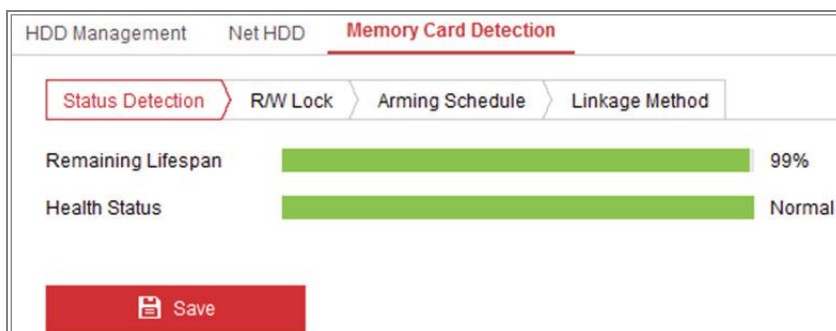 HDD Management Net HDD Memory Card Detection
Status Detection R/W Lock Arming Schedule Linkage Method
Remaining Lifespan 99%
Health Status Normal
Save